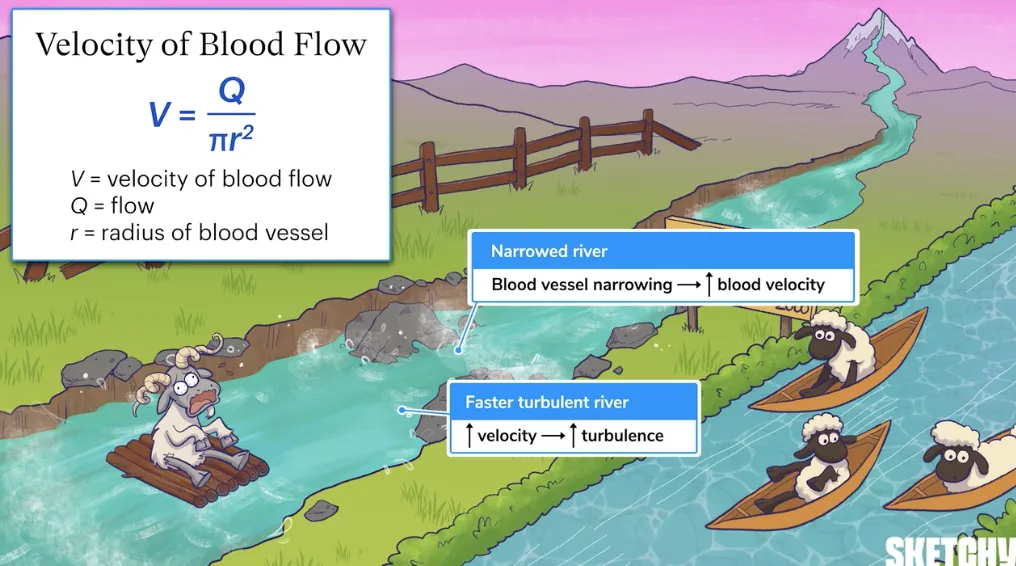 Velocity of Blood Flow
V = Q / πr²
V = velocity of blood flow
Q = flow
r = radius of blood vessel
Narrowed river
Blood vessel narrowing → ↑ blood velocity
Faster turbulent river
↑ velocity → ↑ turbulence
SKETCHY